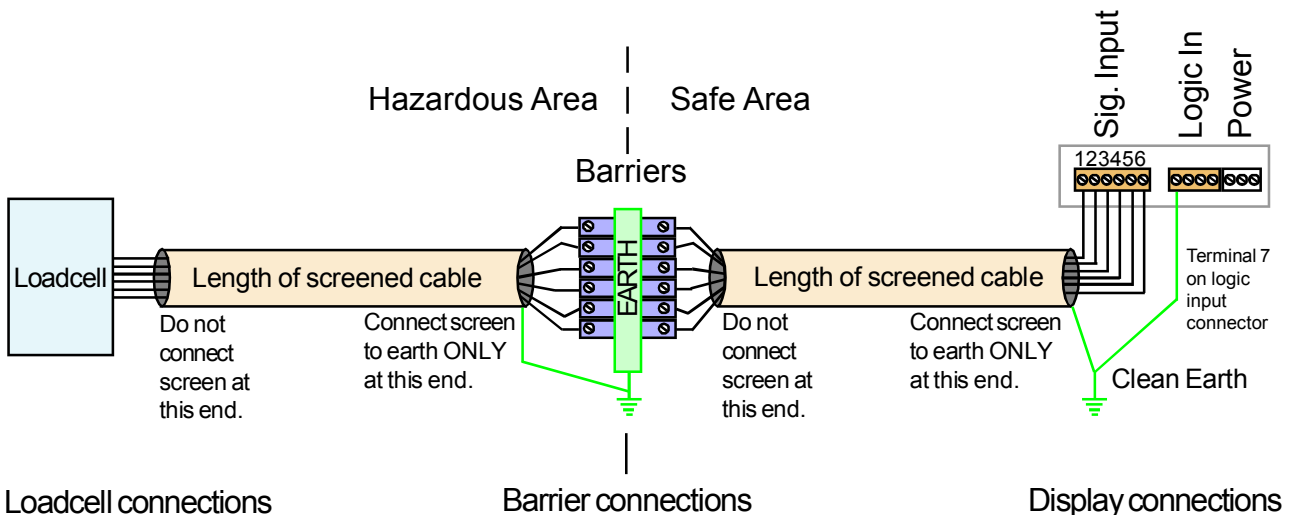 Hazardous Area
Safe Area
Sig. Input
Logic In
Power
Barriers
123456
Loadcell
Length of screened cable
EARTH
Length of screened cable
Terminal 7
on logic
input
connector
Do not
connect
screen at
this end.
Connect screen
to earth ONLY
at this end.
Do not
connect
screen at
this end.
Connect screen
to earth ONLY
at this end.
Clean Earth
Loadcell connections
Barrier connections
Display connections